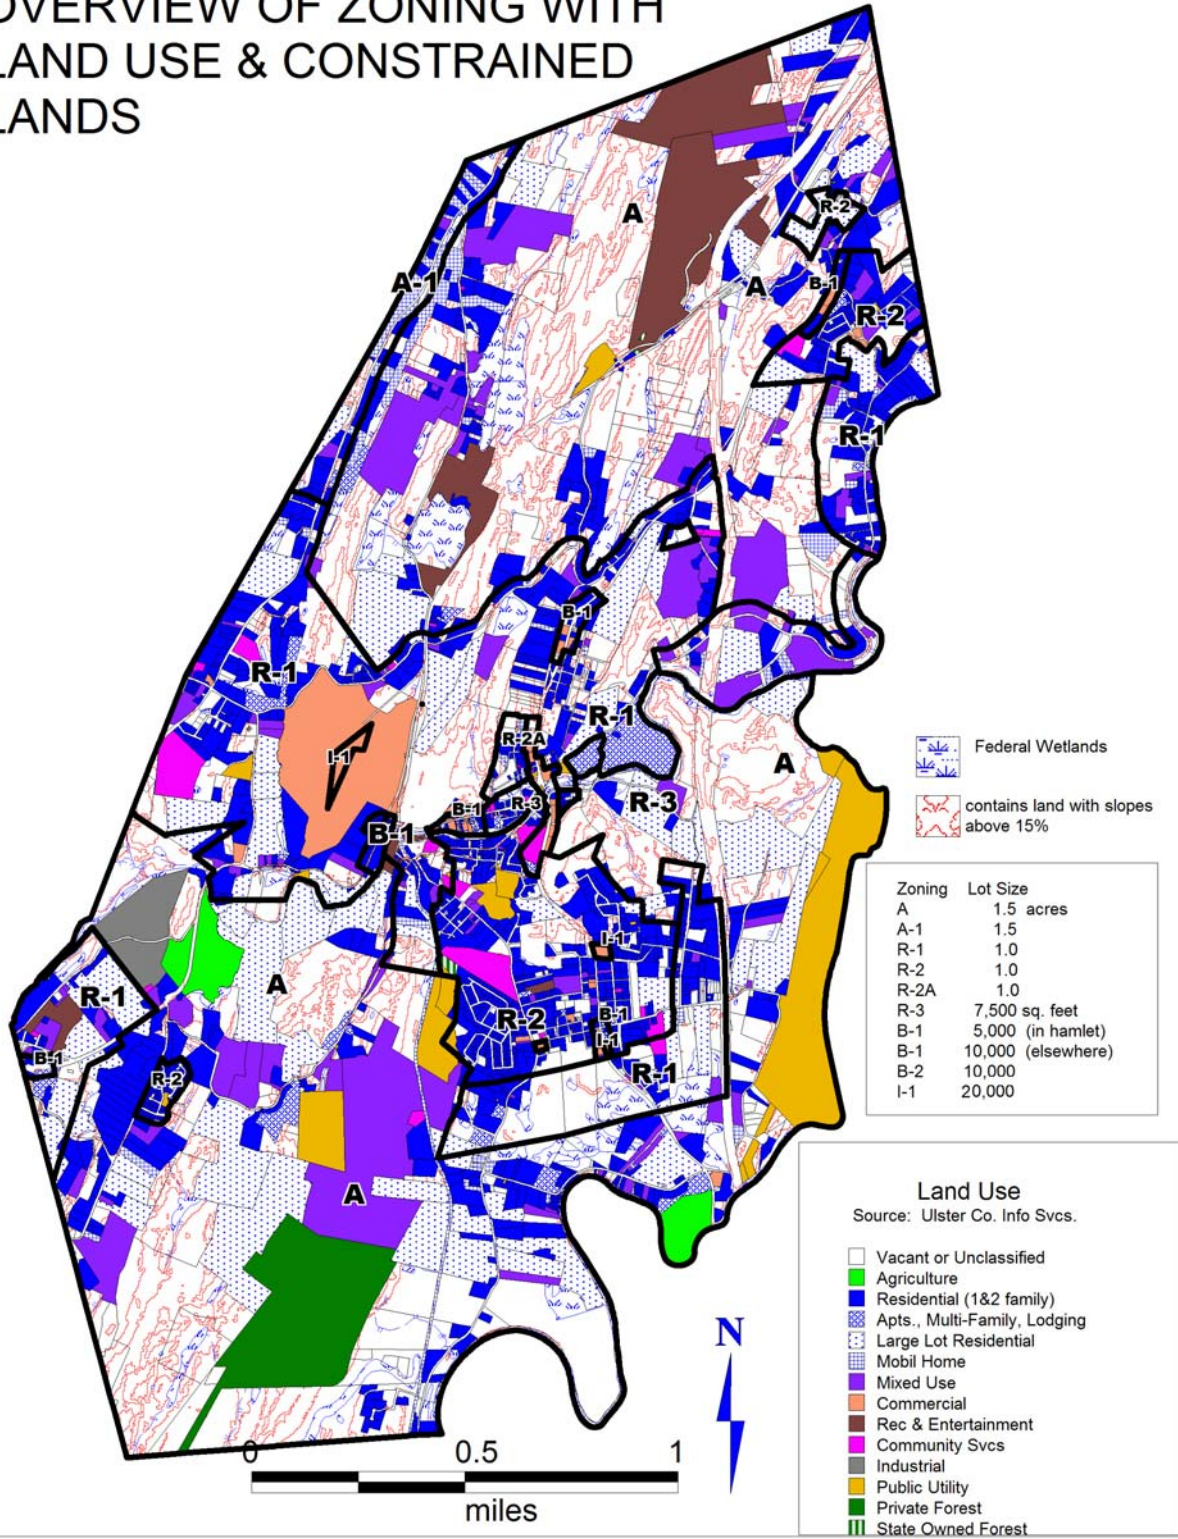 OVERVIEW OF ZONING WITH
LAND USE & CONSTRAINED
LANDS
A
R-2
A-1
A
B-1
R-2
R-1
B-1
R-1
R-1
R-2A
I-1
A
B-1
R-3
R-3
B-1
I-1
A
R-1
R-2
B-1
I-1
B-1
R-2
R-1
A
Federal Wetlands
contains land with slopes
above 15%
Zoning Lot Size
A 1.5 acres
A-1 1.5
R-1 1.0
R-2 1.0
R-2A 1.0
R-3 7,500 sq. feet
B-1 5,000 (in hamlet)
B-1 10,000 (elsewhere)
B-2 10,000
I-1 20,000
Land Use
Source: Ulster Co. Info Svcs.
Vacant or Unclassified
Agriculture
Residential (1&2 family)
Apts., Multi-Family, Lodging
Large Lot Residential
Mobil Home
Mixed Use
Commercial
Rec & Entertainment
Community Svcs
Industrial
Public Utility
Private Forest
State Owned Forest
N
0 0.5 1
miles